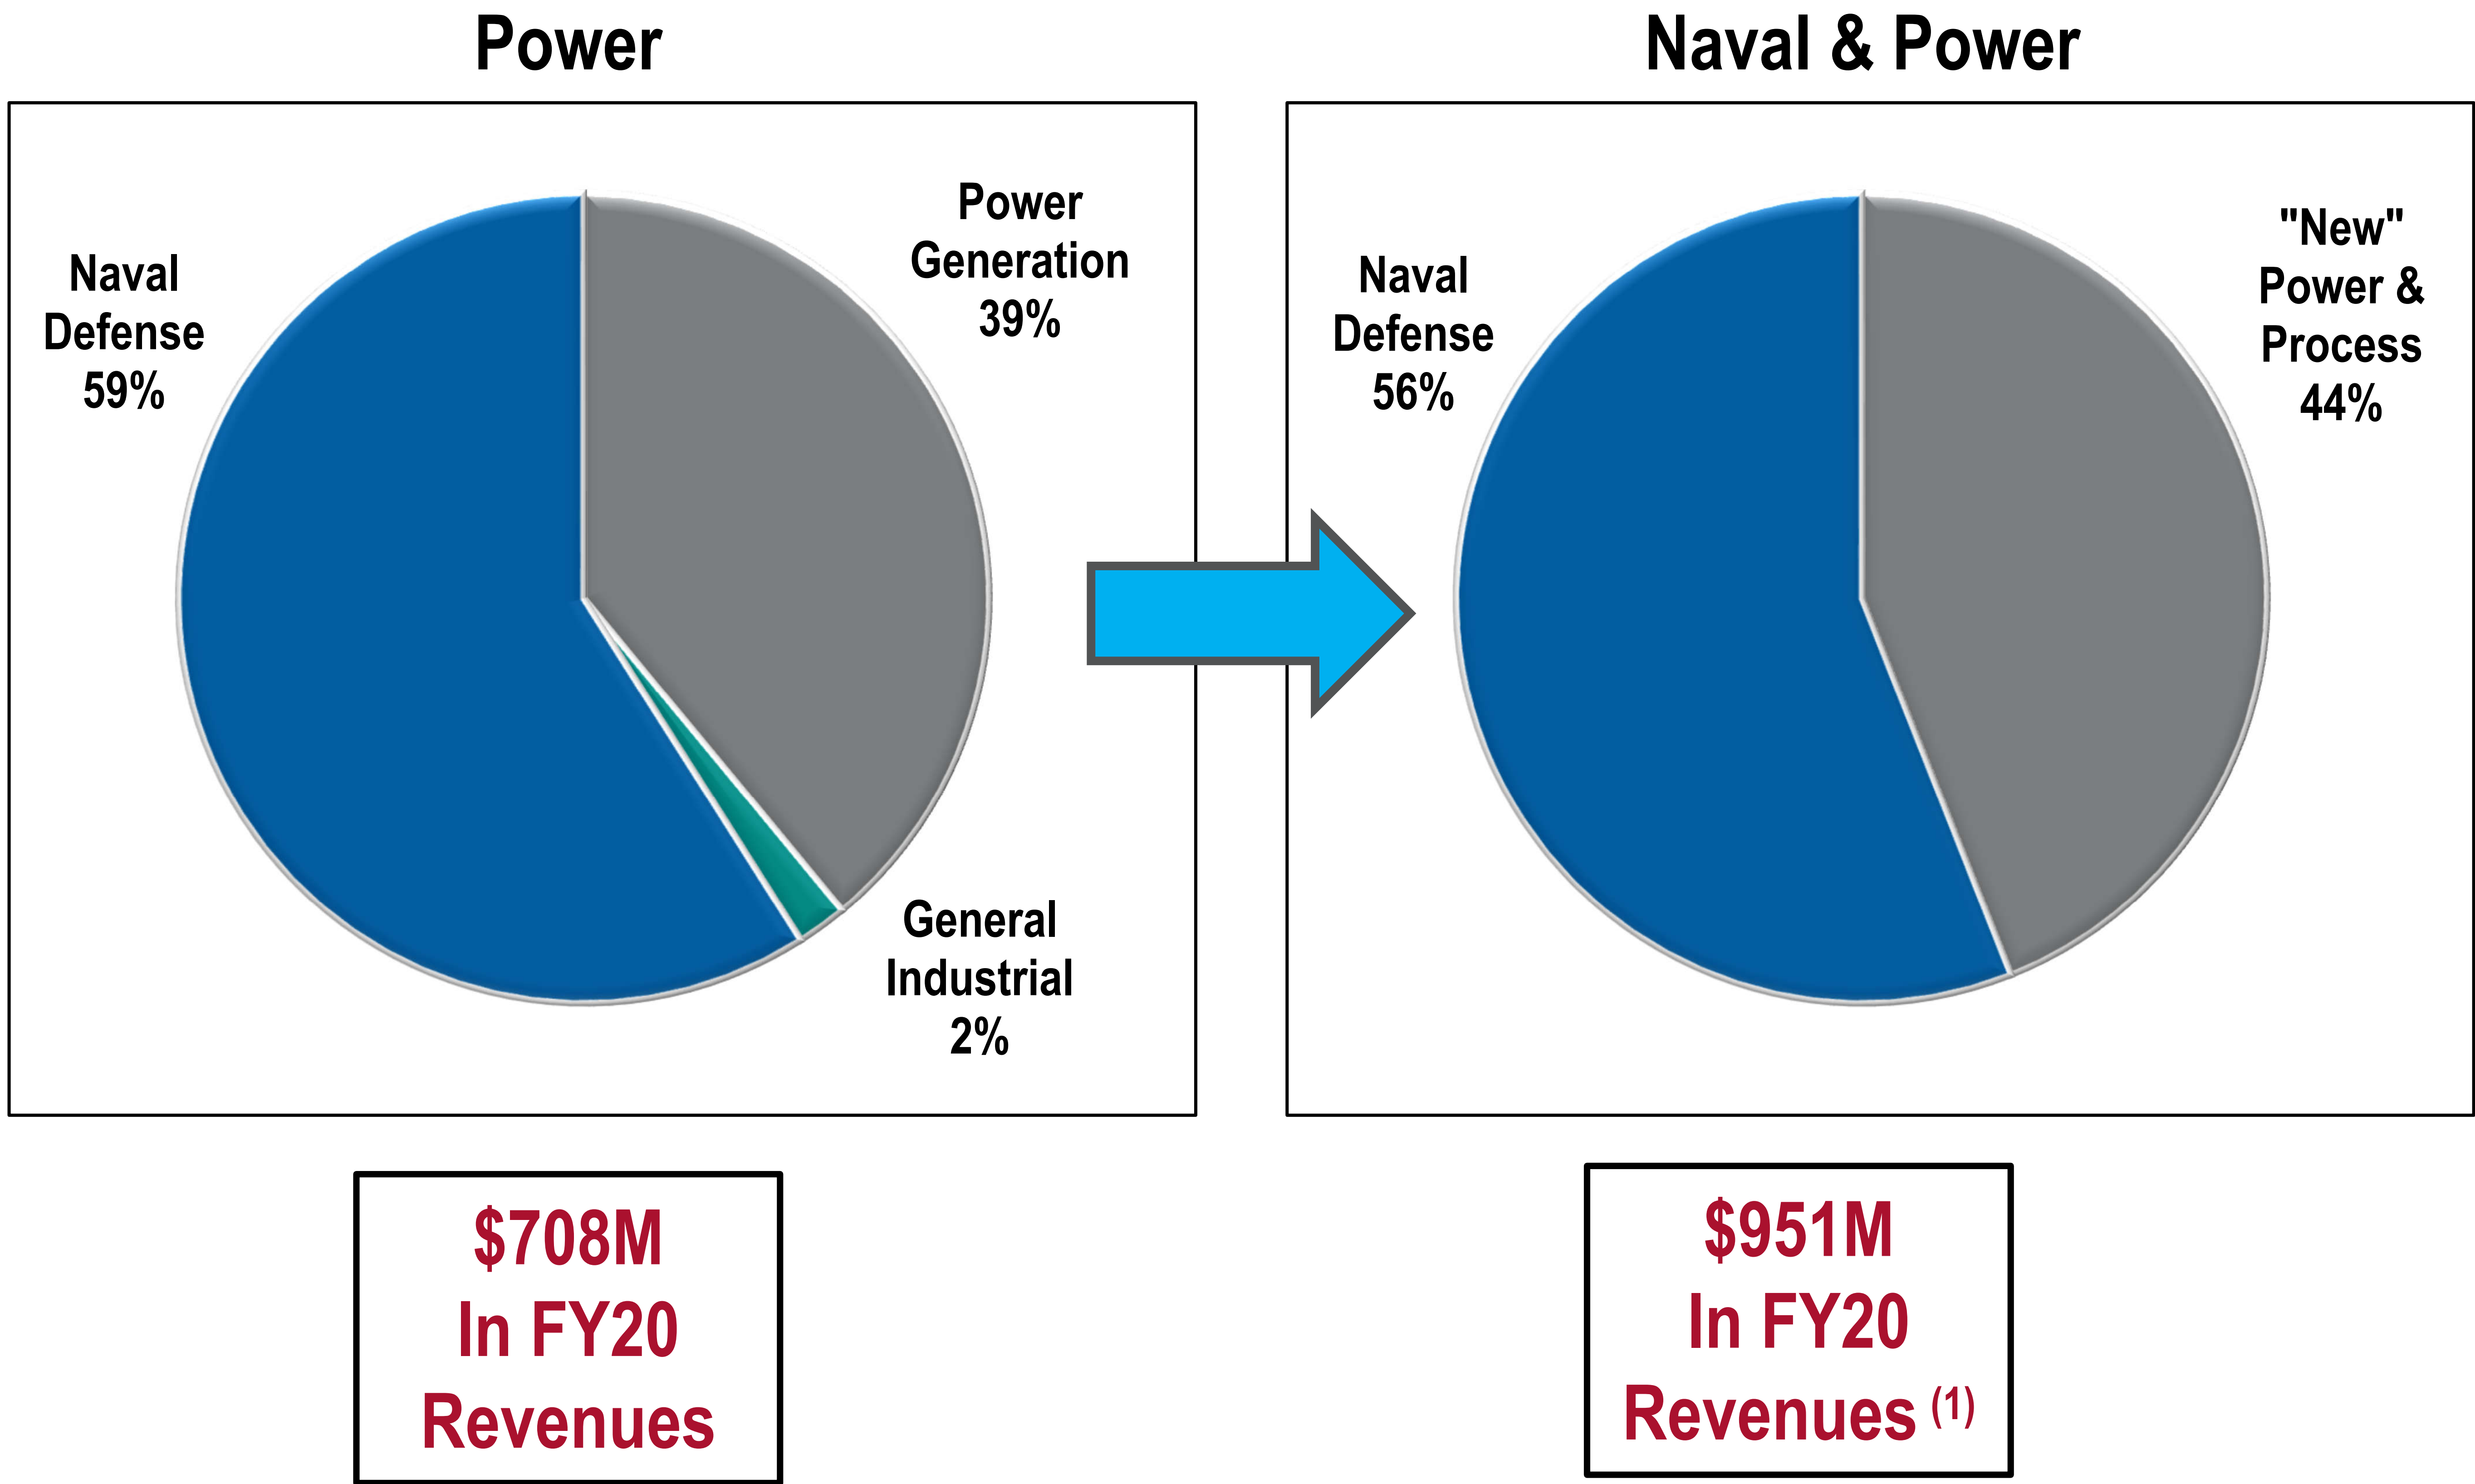 Power
Naval & Power
Naval
Defense
59%
Power
Generation
39%
General
Industrial
2%
Naval
Defense
56%
"New"
Power &
Process
44%
$708M
In FY20
Revenues
$951M
In FY20
Revenues (1)